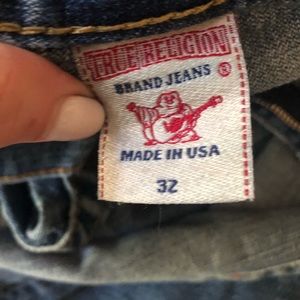 TRUE RELIGION
BRAND JEANS ®
MADE IN USA
32